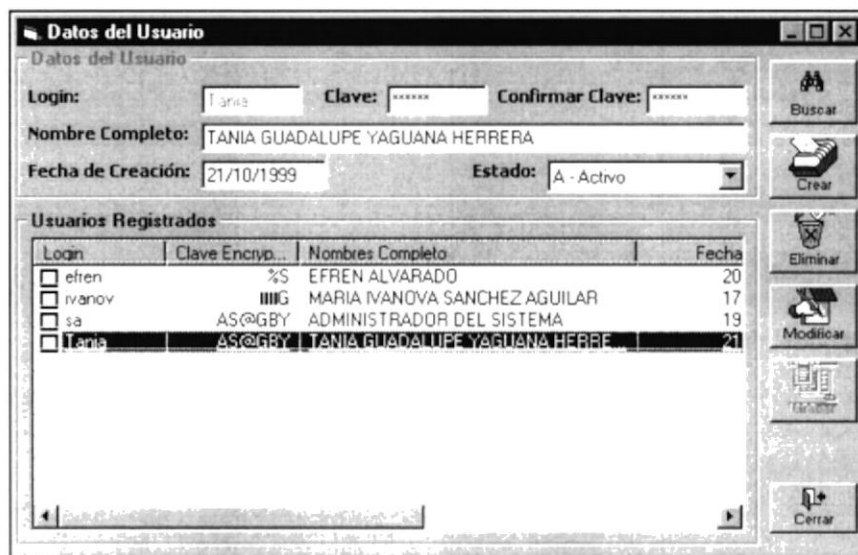 Datos del Usuario
Datos del Usuario
Login: Tania Clave: ****** Confirmar Clave: ******
Nombre Completo: TANIA GUADALUPE YAGUANA HERRERA
Fecha de Creación: 21/10/1999 Estado: A - Activo
Usuarios Registrados
Login Clave Encryp... Nombres Completo Fecha
efren %S EFREN ALVARADO 20
ivanov IIIIIG MARIA IVANOVA SANCHEZ AGUILAR 17
sa AS@GBY ADMINISTRADOR DEL SISTEMA 19
Tania AS@GBY TANIA GUADALUPE YAGUANA HERRE... 21
Buscar
Crear
Eliminar
Modificar
Grabar
Cerrar